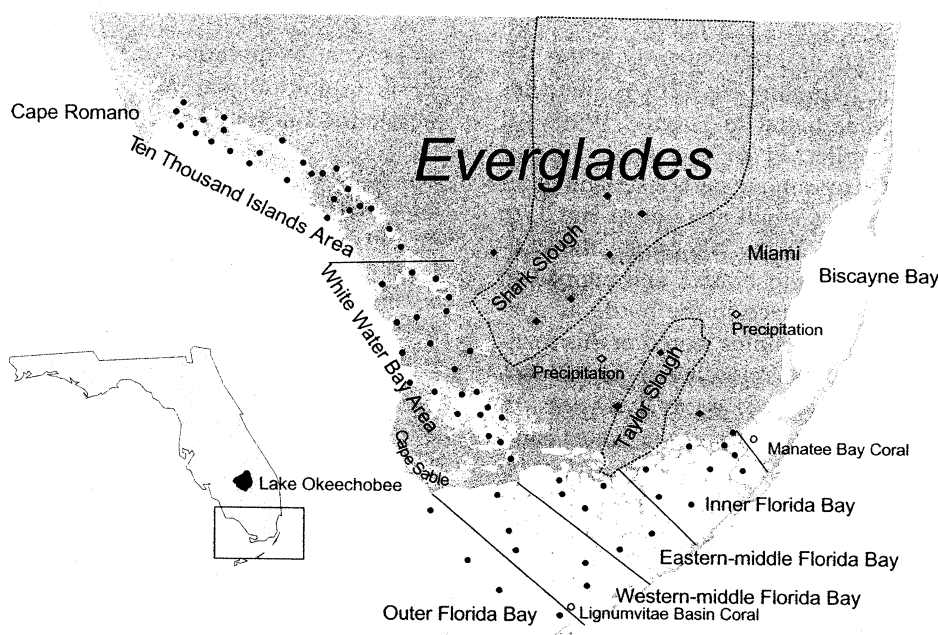 Cape Romano
Ten Thousand Islands Area
Everglades
Shark Slough
Miami
Biscayne Bay
White Water Bay Area
Precipitation
Precipitation
Taylor Slough
Cape Sable
Manatee Bay Coral
Lake Okeechobee
Inner Florida Bay
Eastern-middle Florida Bay
Western-middle Florida Bay
Outer Florida Bay
Lignumvitae Basin Coral